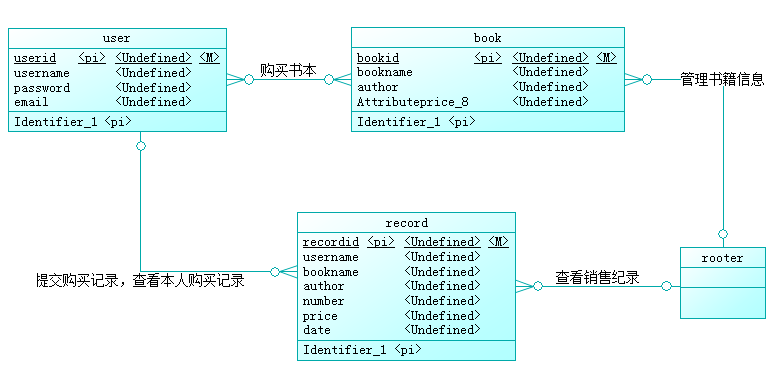 user
userid <pi> <Undefined> <M>
username <Undefined>
password <Undefined>
email <Undefined>
Identifier_1 <pi>
购买书本
book
bookid <pi> <Undefined> <M>
bookname <Undefined>
author <Undefined>
Attributeprice_8 <Undefined>
Identifier_1 <pi>
管理书籍信息
提交购买记录，查看本人购买记录
record
recordid <pi> <Undefined> <M>
username <Undefined>
bookname <Undefined>
author <Undefined>
number <Undefined>
price <Undefined>
date <Undefined>
Identifier_1 <pi>
查看销售纪录
rooter